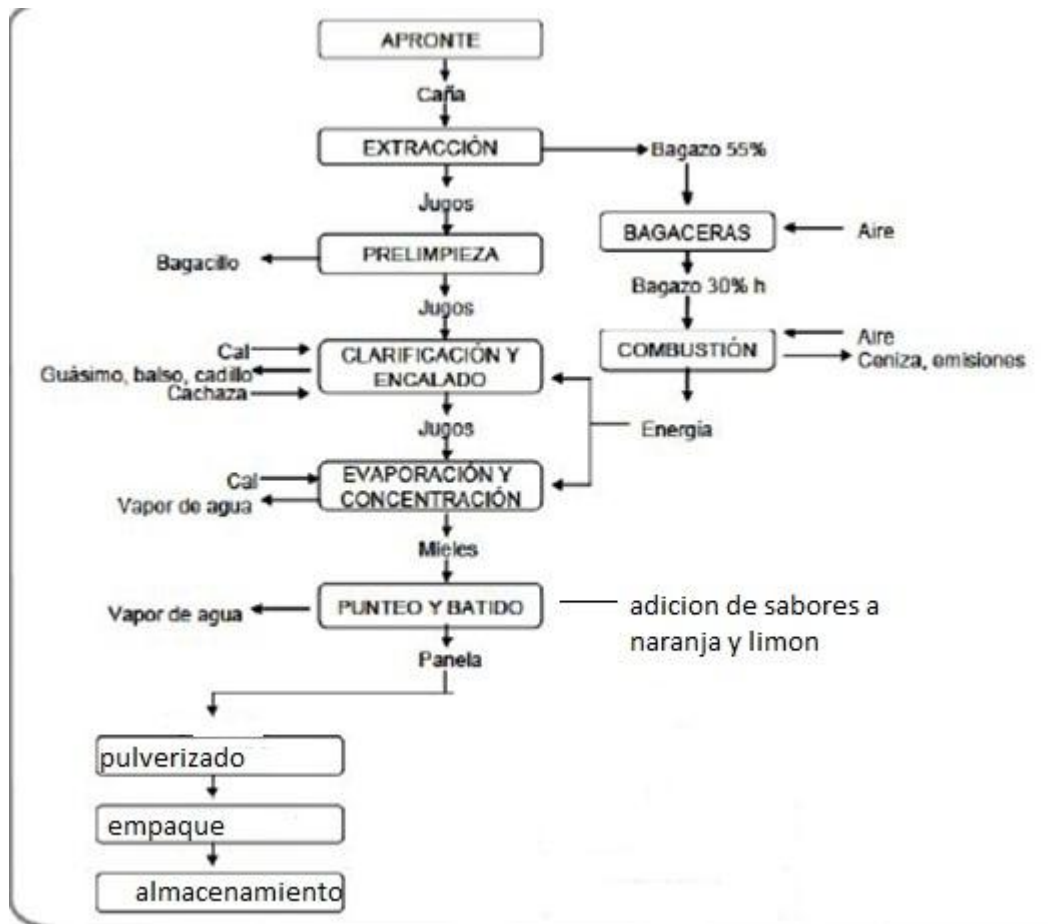 APRONTE
Caña
EXTRACCIÓN
Bagazo 55%
Jugos
BAGACERAS
Aire
PRELIMPIEZA
Bagacillo
Bagazo 30% h
Jugos
Aire
COMBUSTIÓN
Ceniza, emisiones
Cal
CLARIFICACIÓN Y
ENCALADO
Guásimo, balso, cadillo
Cachaza
Jugos
Energía
EVAPORACIÓN Y
CONCENTRACIÓN
Cal
Vapor de agua
Mieles
PUNTEO Y BATIDO
Vapor de agua
adicion de sabores a
naranja y limon
Panela
pulverizado
empaque
almacenamiento